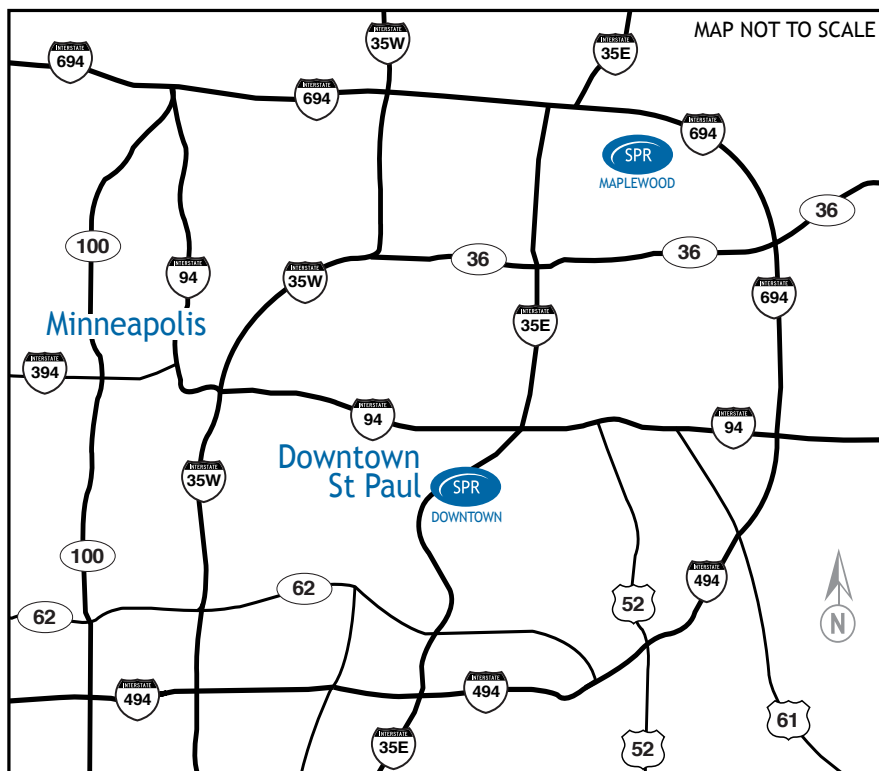 MAP NOT TO SCALE
INTERSTATE
35W
INTERSTATE
35E
INTERSTATE
694
INTERSTATE
694
INTERSTATE
694
SPR
MAPLEWOOD
36
100
36
36
INTERSTATE
94
INTERSTATE
35W
INTERSTATE
694
INTERSTATE
35E
Minneapolis
INTERSTATE
394
INTERSTATE
94
INTERSTATE
94
Downtown
St Paul
SPR
DOWNTOWN
INTERSTATE
35W
100
INTERSTATE
494
62
62
52
N
INTERSTATE
494
INTERSTATE
494
61
INTERSTATE
35E
52